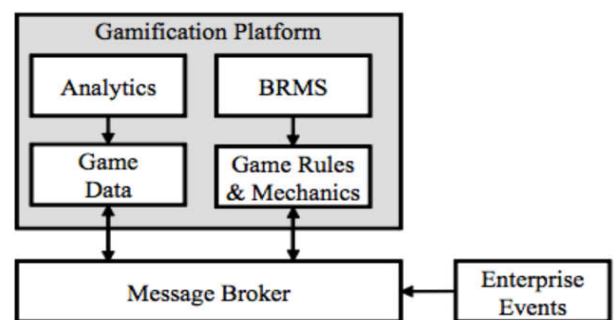 Gamification Platform
Analytics
BRMS
Game
Data
Game Rules
& Mechanics
Message Broker
Enterprise
Events